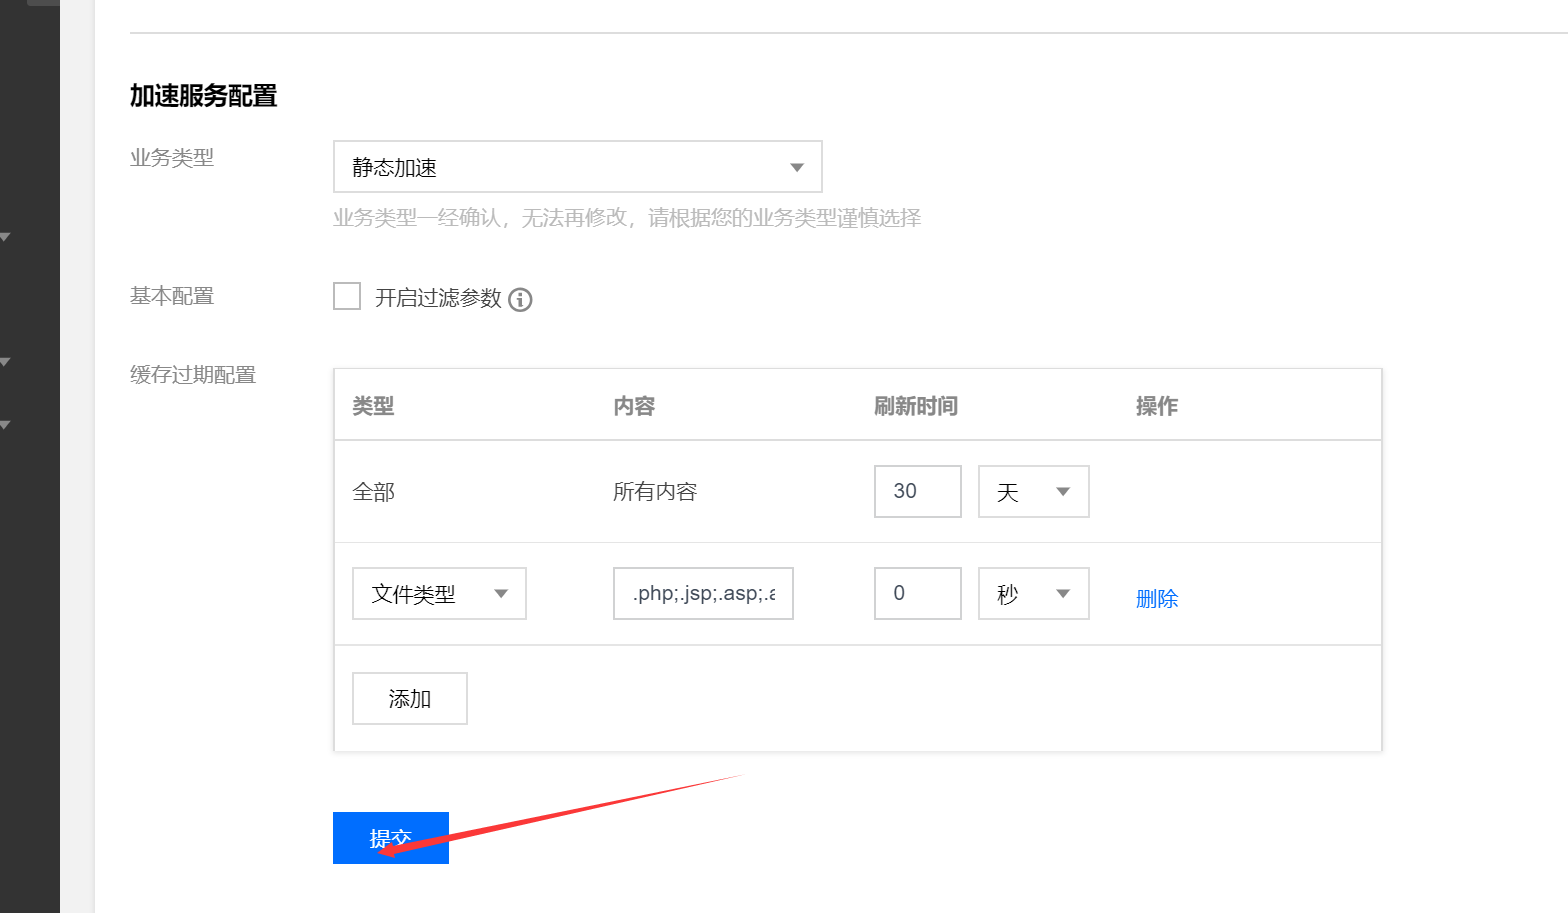 加速服务配置
业务类型
静态加速
业务类型一经确认，无法再修改，请根据您的业务类型谨慎选择
基本配置
开启过滤参数
缓存过期配置
类型 内容 刷新时间 操作
全部 所有内容 30 天
文件类型 .php;.jsp;.asp;.a 0 秒 删除
添加
提交